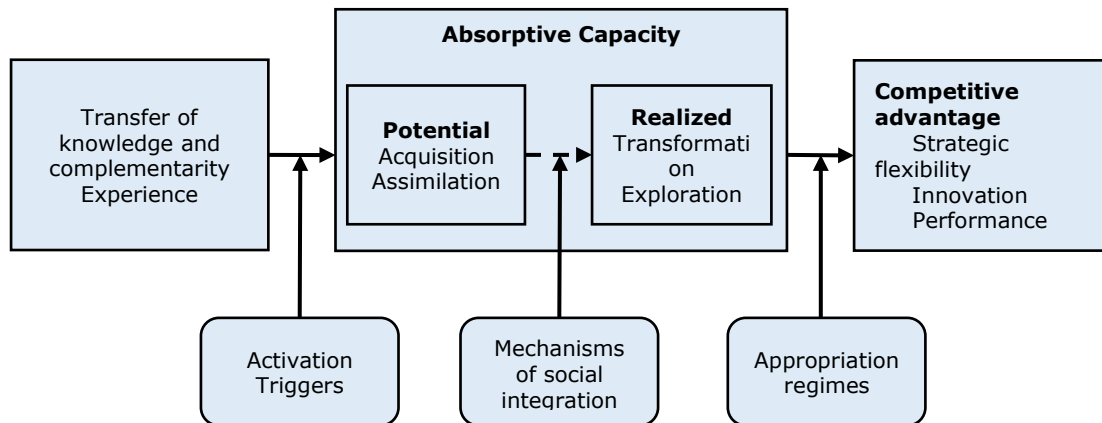 Absorptive Capacity
Transfer of
knowledge and
complementarity
Experience
Potential
Acquisition
Assimilation
Realized
Transformati
on
Exploration
Competitive
advantage
Strategic
flexibility
Innovation
Performance
Activation
Triggers
Mechanisms
of social
integration
Appropriation
regimes